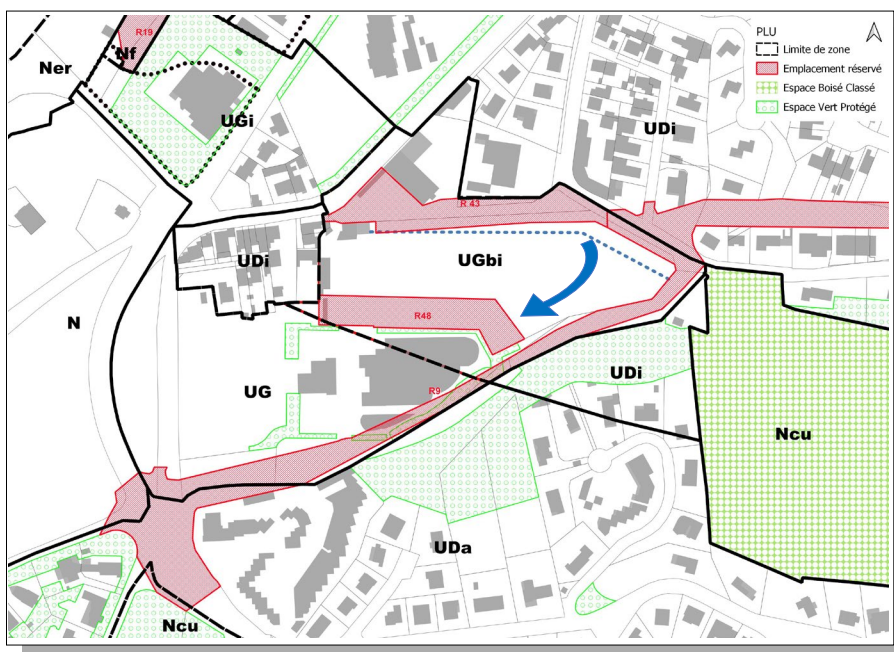 R19
Nf
Ner
UGi
UDi
PLU
Limite de zone
Emplacement réservé
Espace Boisé Classé
Espace Vert Protégé
R 43
UDi
UGbi
N
R48
UDi
UG
R9
Ncu
UDa
Ncu